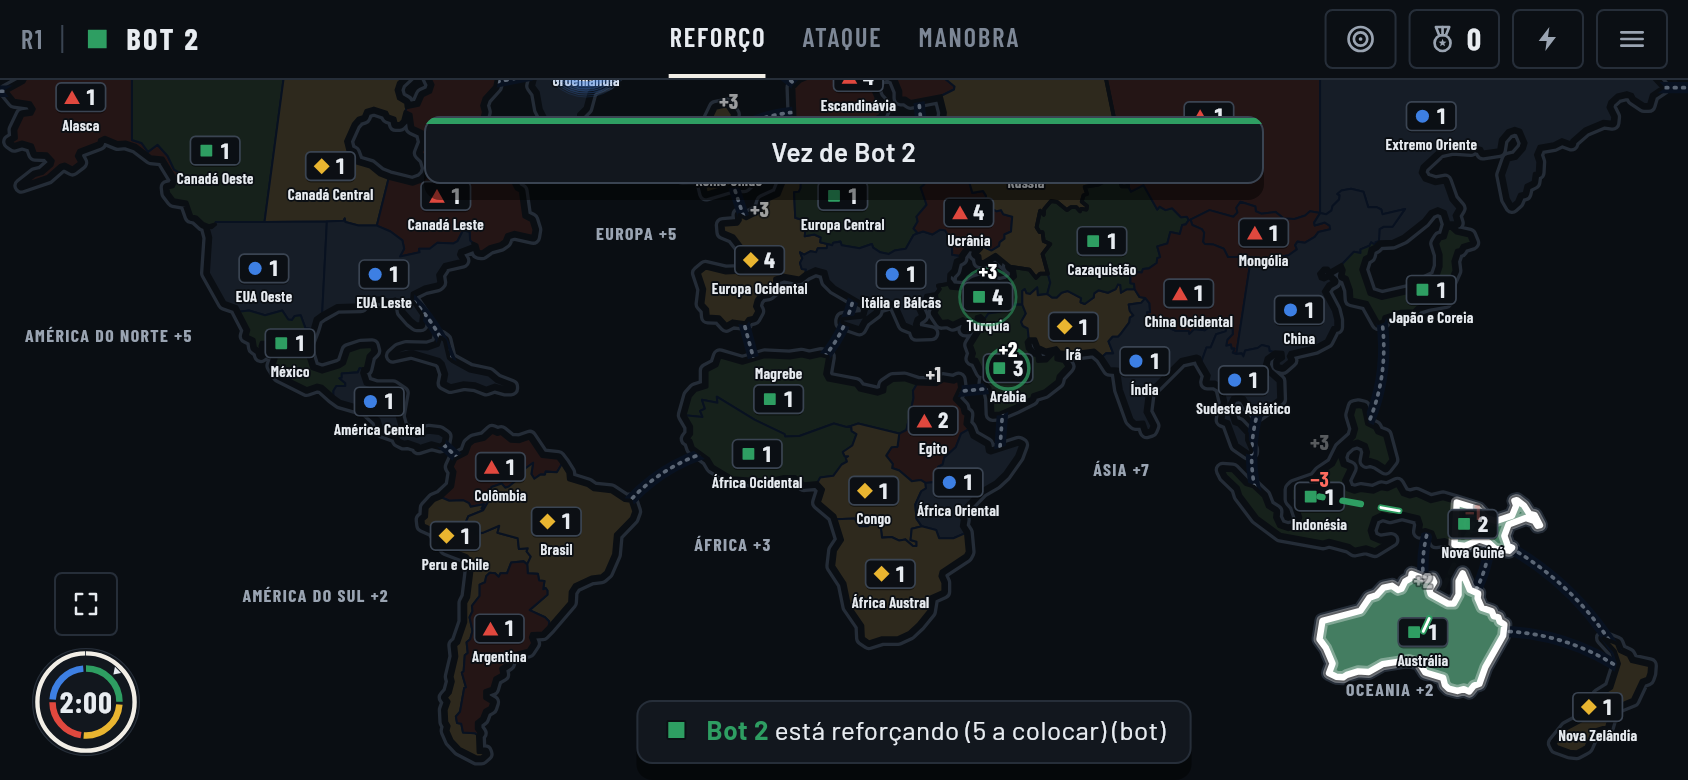 R1 | BOT 2
REFORÇO ATAQUE MANOBRA
0
Groenlândia
1
Alasca
+3
4
Escandinávia
1
1
Extremo Oriente
1
Canadá Oeste
1
Canadá Central
Vez de Bot 2
Rússia
1
Canadá Leste
+3
EUROPA +5
1
Europa Central
4
Ucrânia
1
Cazaquistão
1
Mongólia
1
EUA Oeste
1
EUA Leste
4
Europa Ocidental
1
Itália e Bálcãs
+3
4
Turquia
1
China Ocidental
1
China
1
Japão e Coreia
AMÉRICA DO NORTE +5
1
México
1
Irã
1
Índia
1
Sudeste Asiático
+2
3
Arábia
Magrebe
1
+1
2
Egito
1
América Central
1
Colômbia
1
África Ocidental
ÁSIA +7
+3
-3
1
Indonésia
1
Congo
1
África Oriental
2
Nova Guiné
1
Peru e Chile
1
Brasil
ÁFRICA +3
1
África Austral
+2
AMÉRICA DO SUL +2
1
Argentina
1
Austrália
OCEANIA +2
1
Nova Zelândia
2:00
Bot 2 está reforçando (5 a colocar) (bot)